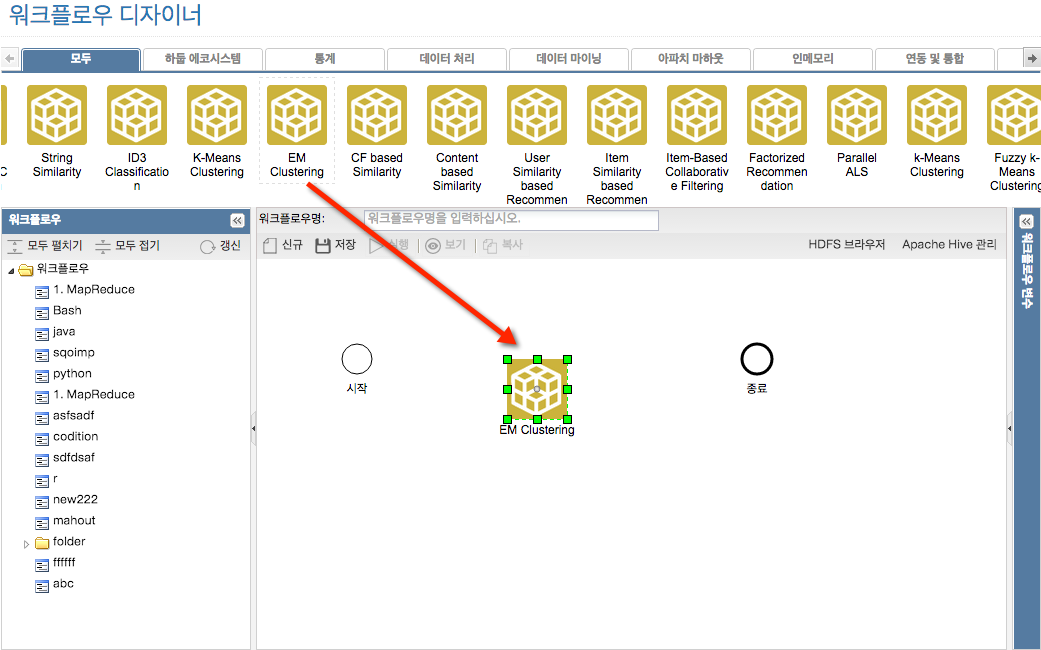 워크플로우 디자이너
모두
하둡 에코시스템
통계
데이터 처리
데이터 마이닝
아파치 마하웃
인메모리
연동 및 통합
C
String
Similarity
ID3
Classificatio
n
K-Means
Clustering
EM
Clustering
CF based
Similarity
Content
based
Similarity
User
Similarity
based
Recommen
Item
Similarity
based
Recommen
Item-Based
Collaborativ
e Filtering
Factorized
Recommen
dation
Parallel
ALS
k-Means
Clustering
Fuzzy k-
Means
Clustering
워크플로우
모두 펼치기
모두 접기
갱신
워크플로우
1. MapReduce
Bash
java
sqoimp
python
1. MapReduce
asfsadf
codition
sdfdsaf
r
new222
mahout
folder
ffffff
abc
워크플로우명:
워크플로우명을 입력하십시오.
신규
저장
실행
보기
복사
HDFS 브라우저
Apache Hive 관리
시작
EM Clustering
종료
워크플로우 변수